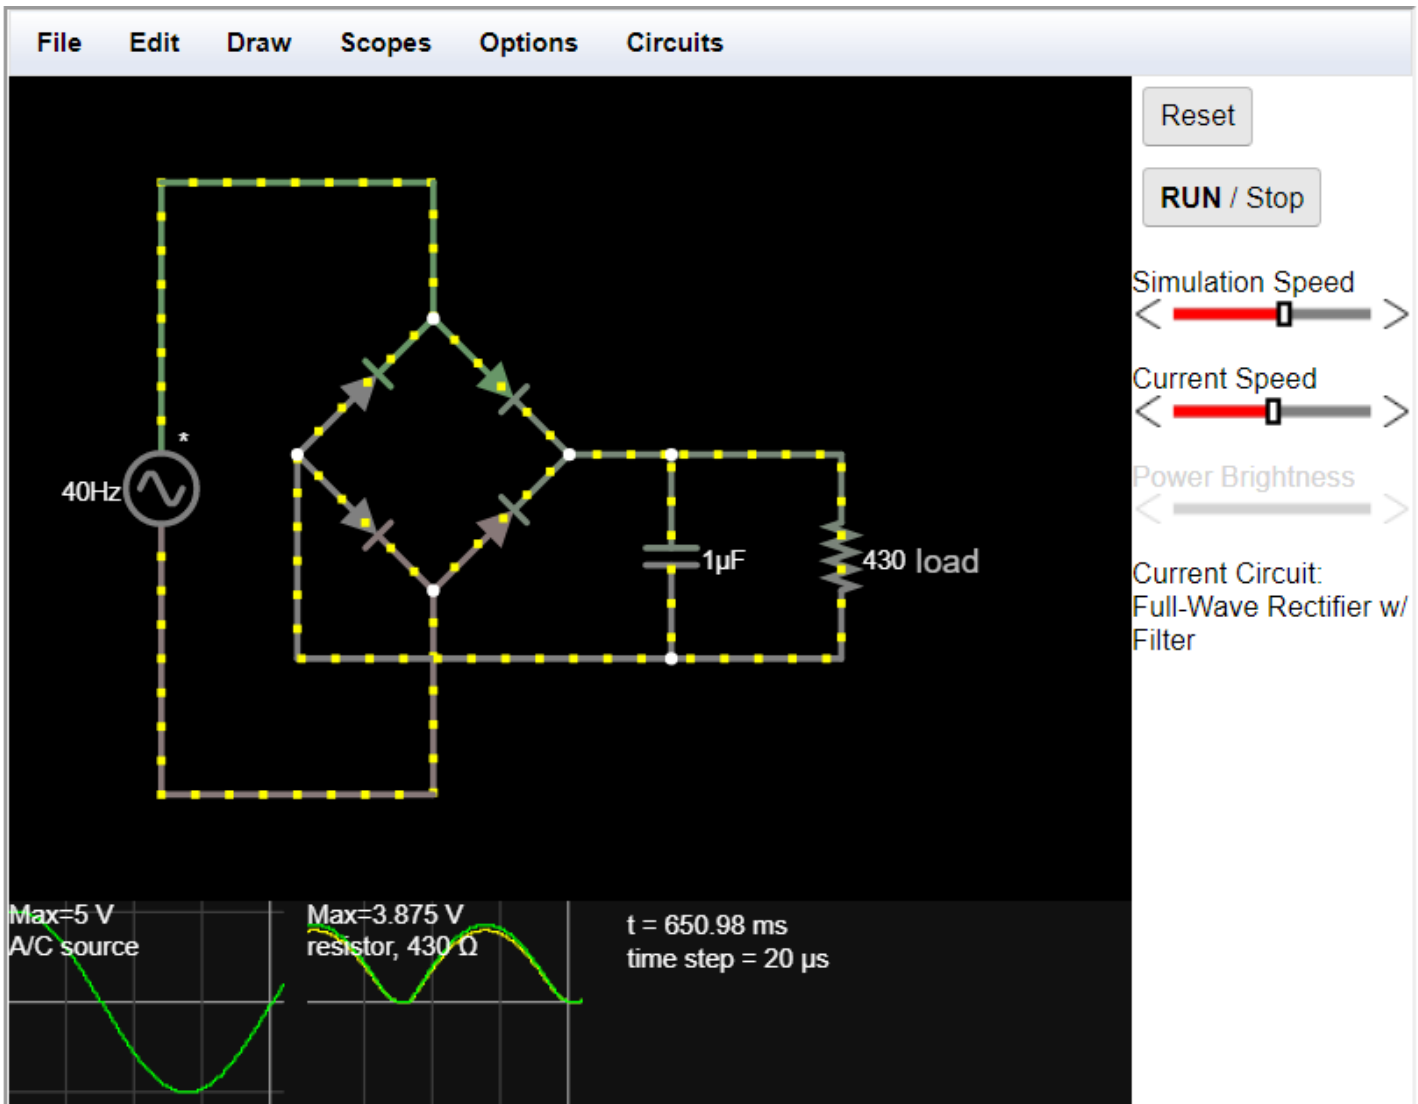 File Edit Draw Scopes Options Circuits
Reset
RUN / Stop
Simulation Speed
Current Speed
Power Brightness
Current Circuit:
Full-Wave Rectifier w/
Filter
*
40Hz
1μF
430 load
Max=5 V
A/C source
Max=3.875 V
resistor, 430 Ω
t = 650.98 ms
time step = 20 μs